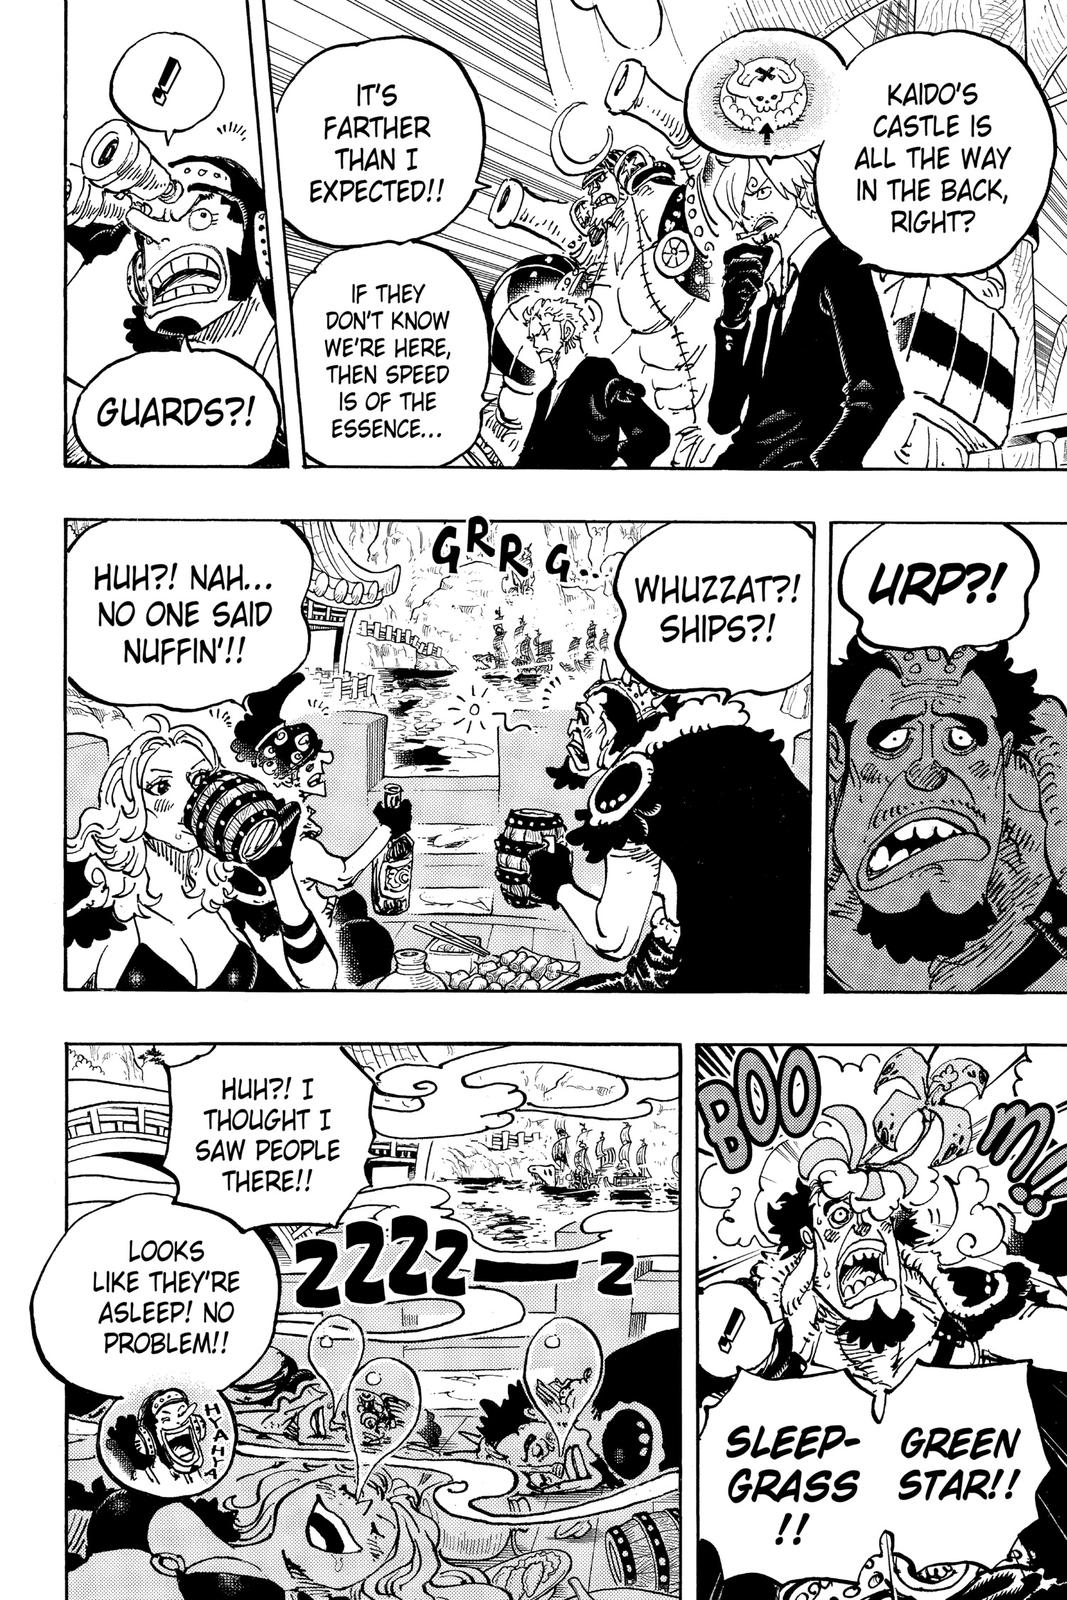 KAIDO'S
CASTLE IS
ALL THE WAY
IN THE BACK,
RIGHT?
IT'S
FARTHER
THAN I
EXPECTED!!
IF THEY
DON'T KNOW
WE'RE HERE,
THEN SPEED
IS OF THE
ESSENCE...
!
GUARDS?!
URP?!
WHUZZAT?!
SHIPS?!
GRRG...
HUH?! NAH...
NO ONE SAID
NUFFIN'!!
BOOM!!
!
GREEN
STAR!!
SLEEP-
GRASS
!!
HUH?! I
THOUGHT I
SAW PEOPLE
THERE!!
ZZZZ—Z
LOOKS
LIKE THEY'RE
ASLEEP! NO
PROBLEM!!
HYAHHA